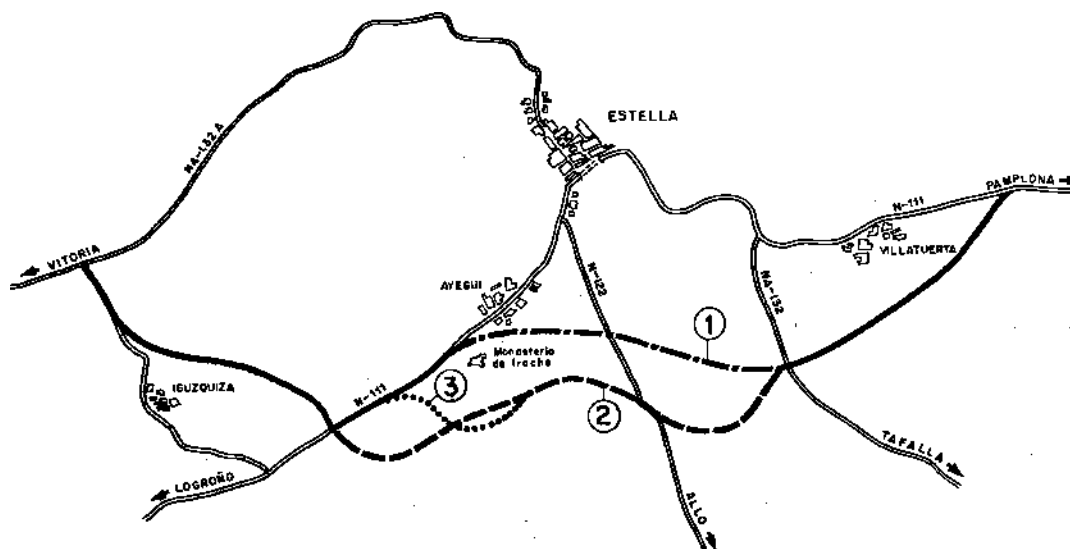 ESTELLA
NA-132 A
PAMPLONA
N-111
VILLATUERTA
VITORIA
AYEGUI
N-122
NA-132
1
Monasterio
de Irache
3
IGUZQUIZA
N-111
2
LOGROÑO
TAFALLA
ALLO